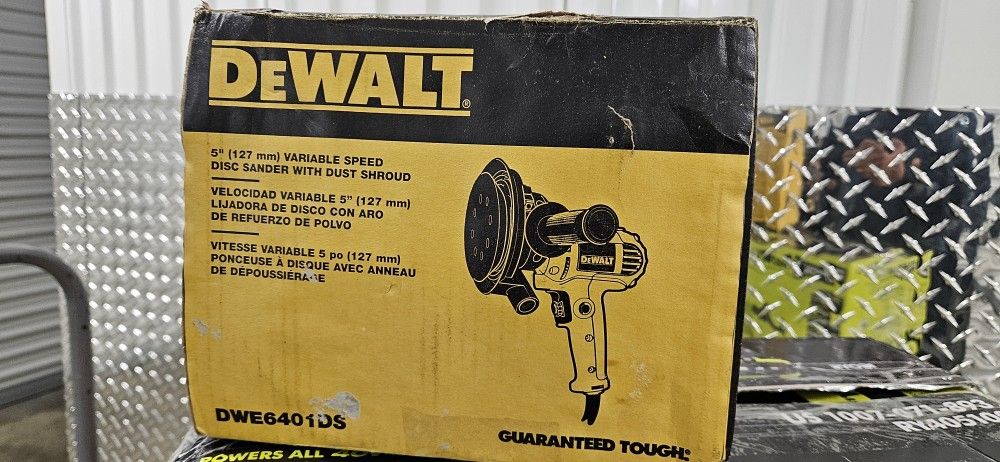 DEWALT®
5" (127 mm) VARIABLE SPEED
DISC SANDER WITH DUST SHROUD
VELOCIDAD VARIABLE 5" (127 mm)
LIJADORA DE DISCO CON ARO
DE REFUERZO DE POLVO
VITESSE VARIABLE 5 po (127 mm)
PONCEUSE À DISQUE AVEC ANNEAU
DE DÉPOUSSIÉRAGE
DEWALT
DWE6401DS
GUARANTEED TOUGH®
POWERS ALL